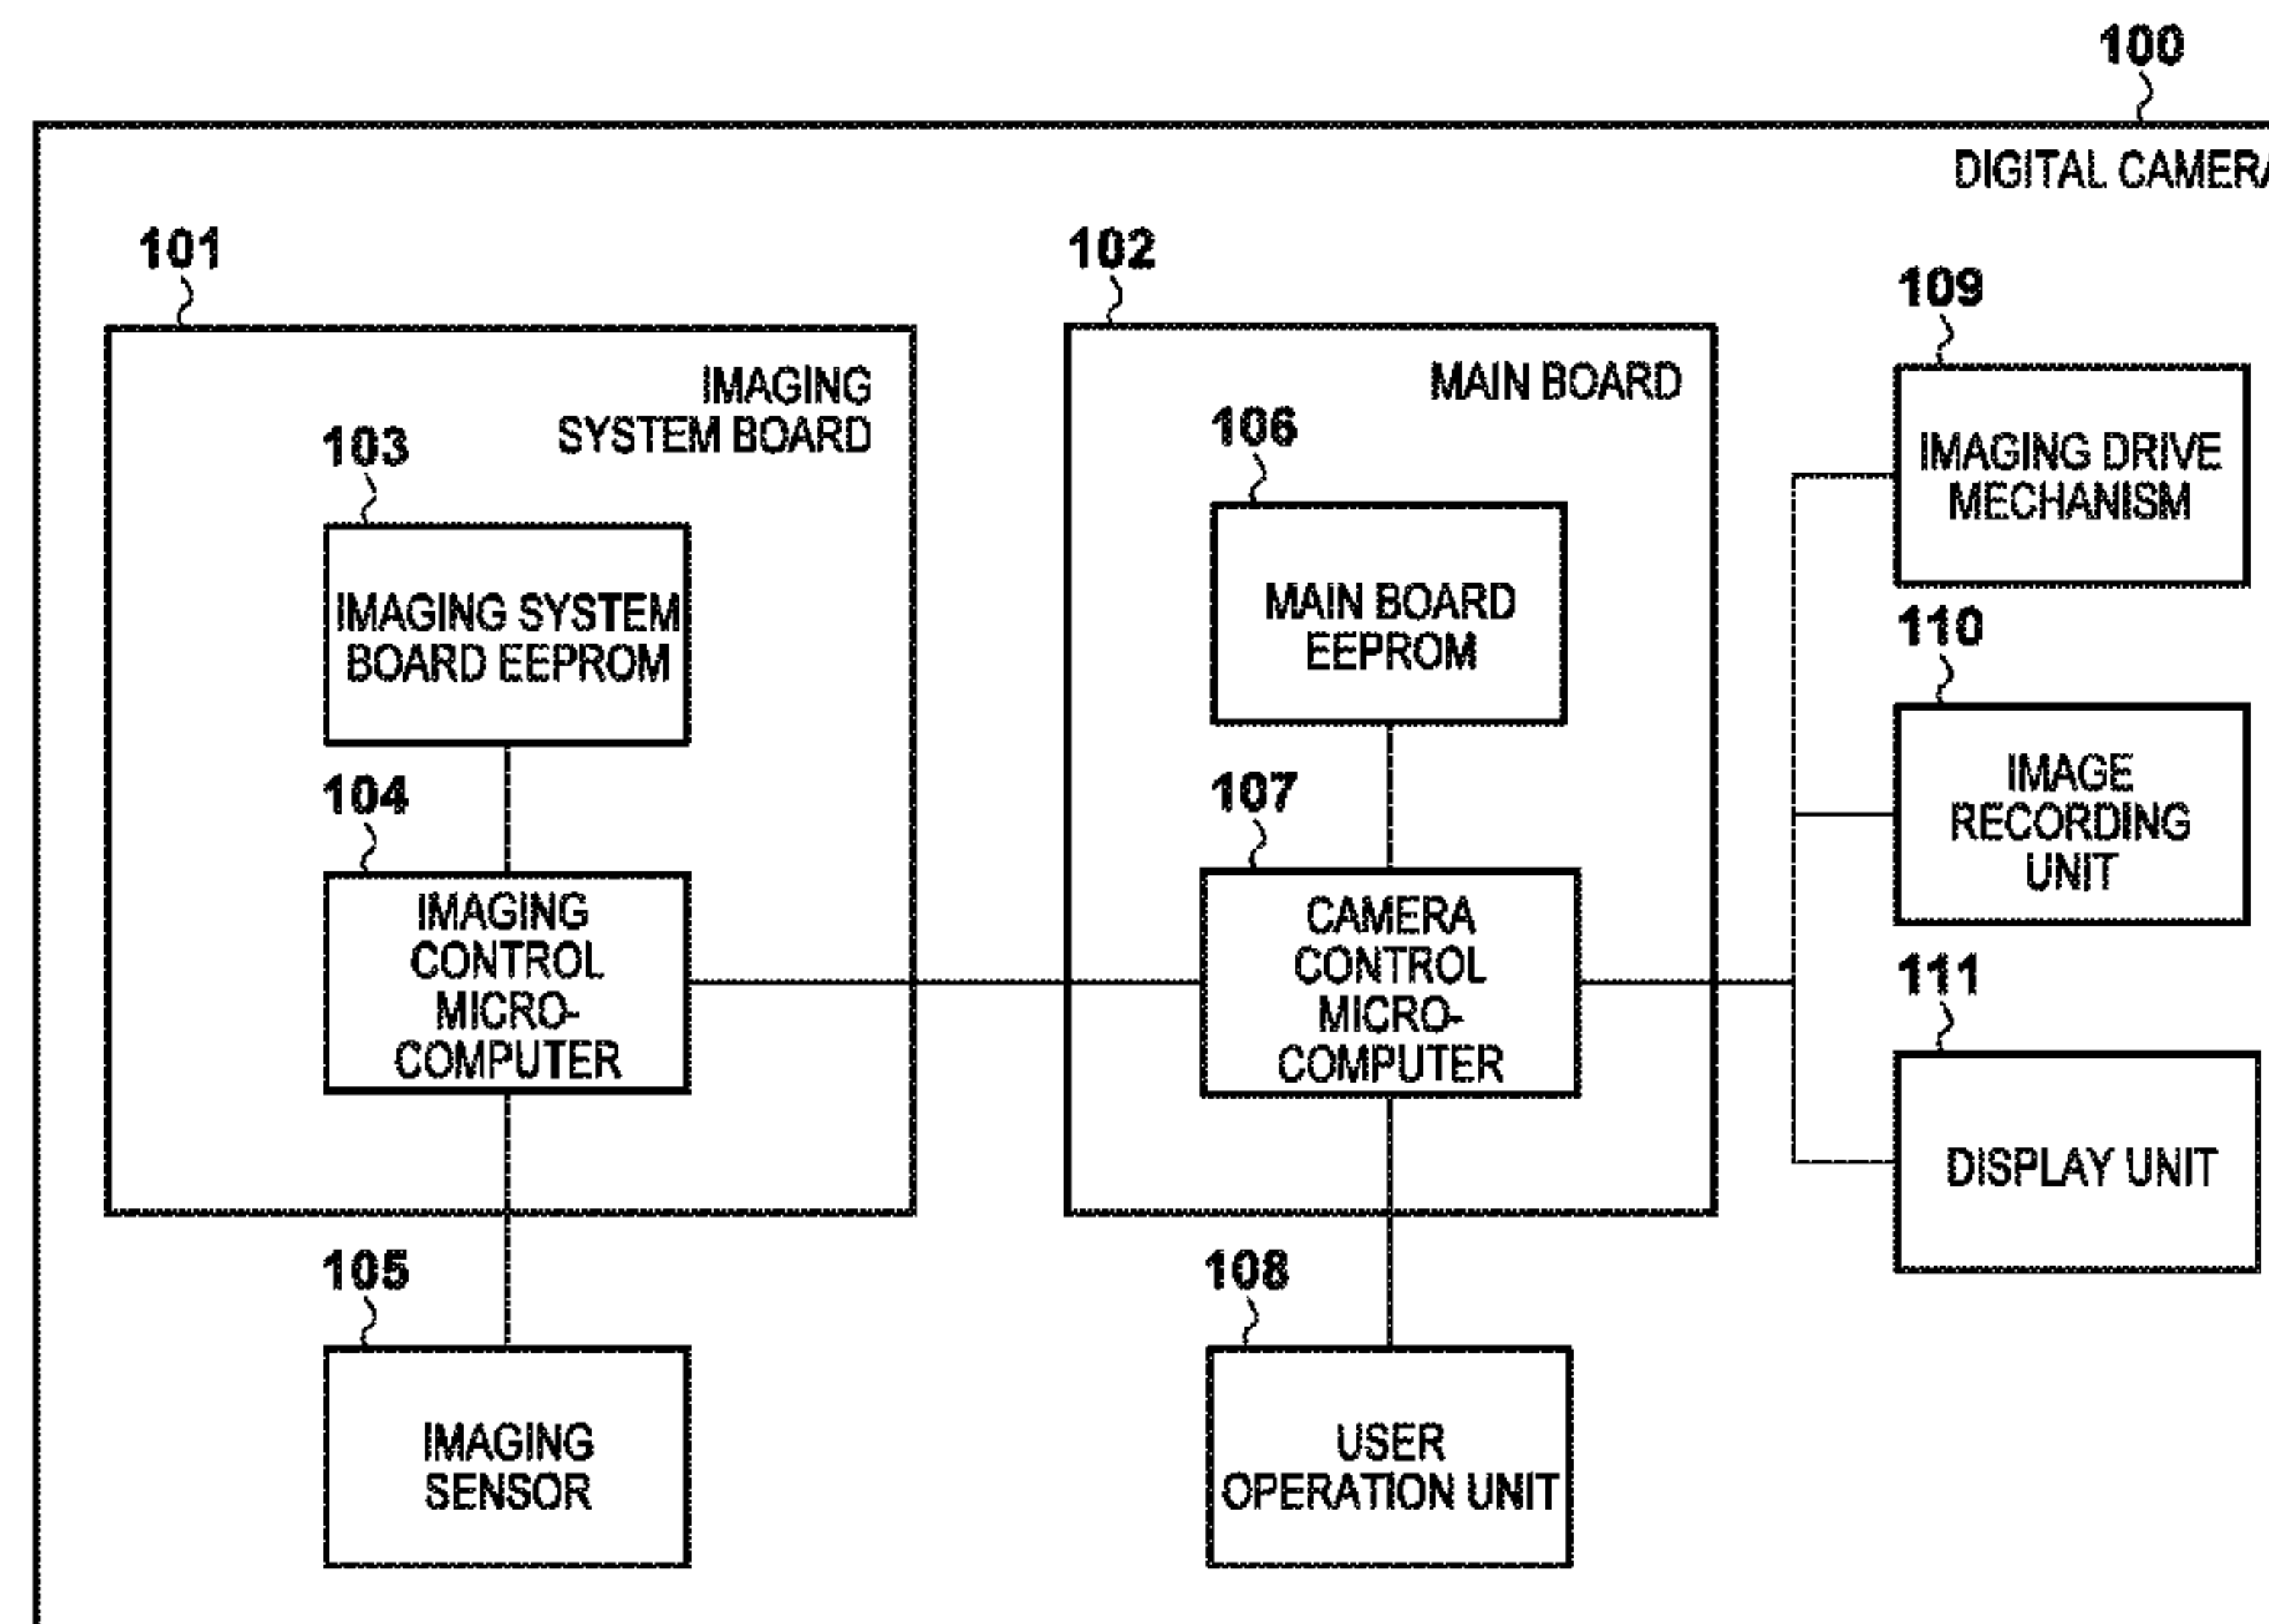 100
DIGITAL CAMERA
101
102
109
IMAGING
SYSTEM BOARD
MAIN BOARD
103
106
IMAGING DRIVE
MECHANISM
IMAGING SYSTEM
BOARD EEPROM
MAIN BOARD
EEPROM
110
104
107
IMAGE
RECORDING
UNIT
IMAGING
CONTROL
MICRO-
COMPUTER
CAMERA
CONTROL
MICRO-
COMPUTER
111
DISPLAY UNIT
105
108
IMAGING
SENSOR
USER
OPERATION UNIT